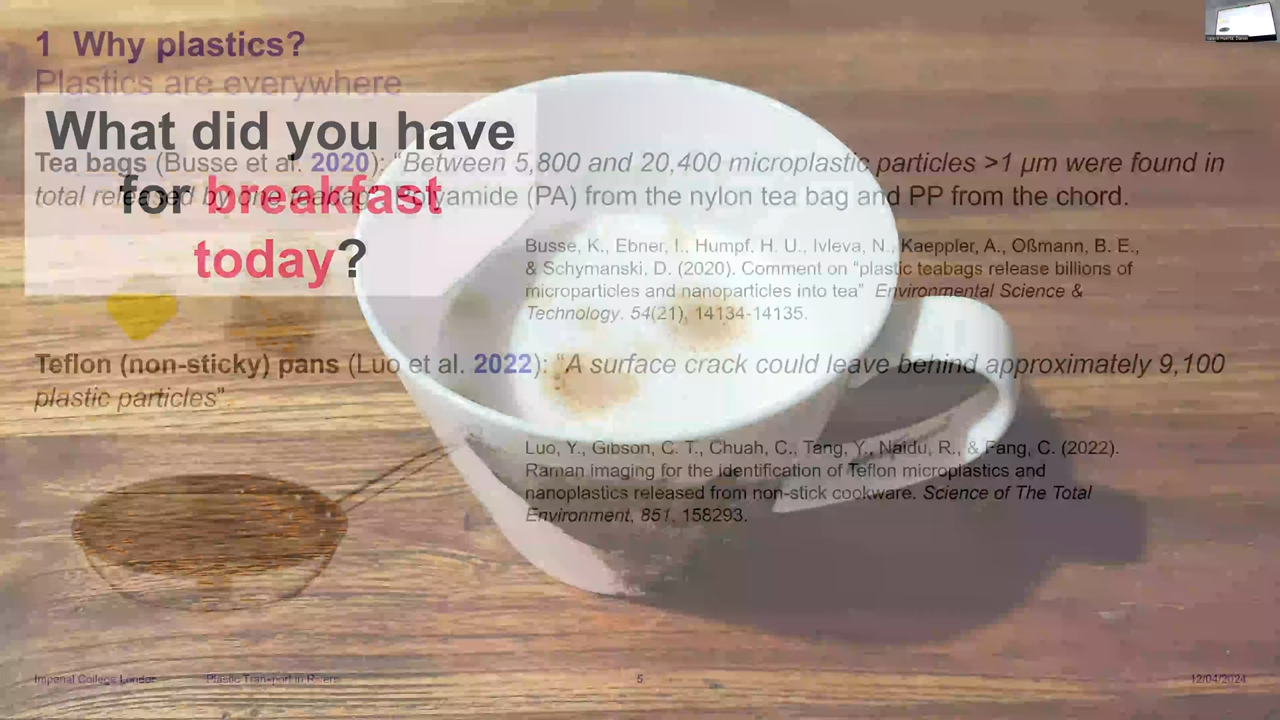 1 Why plastics?
Plastics are everywhere
What did you have
for breakfast
today?
Tea bags (Busse et al. 2020): “Between 5,800 and 20,400 microplastic particles >1 μm were found in
total released by one teabag” Polyamide (PA) from the nylon tea bag and PP from the chord.
Busse, K., Ebner, I., Humpf, H. U., Ivleva, N., Kaeppler, A., Oßmann, B. E.,
& Schymanski, D. (2020). Comment on “plastic teabags release billions of
microparticles and nanoparticles into tea” Environmental Science &
Technology. 54(21), 14134-14135.
Teflon (non-sticky) pans (Luo et al. 2022): “A surface crack could leave behind approximately 9,100
plastic particles”.
Luo, Y., Gibson, C. T., Chuah, C., Tang, Y., Naidu, R., & Fang, C. (2022).
Raman imaging for the identification of Teflon microplastics and
nanoplastics released from non-stick cookware. Science of The Total
Environment, 851, 158293.
Imperial College London Plastic Transport in Rivers 5 12/04/2024